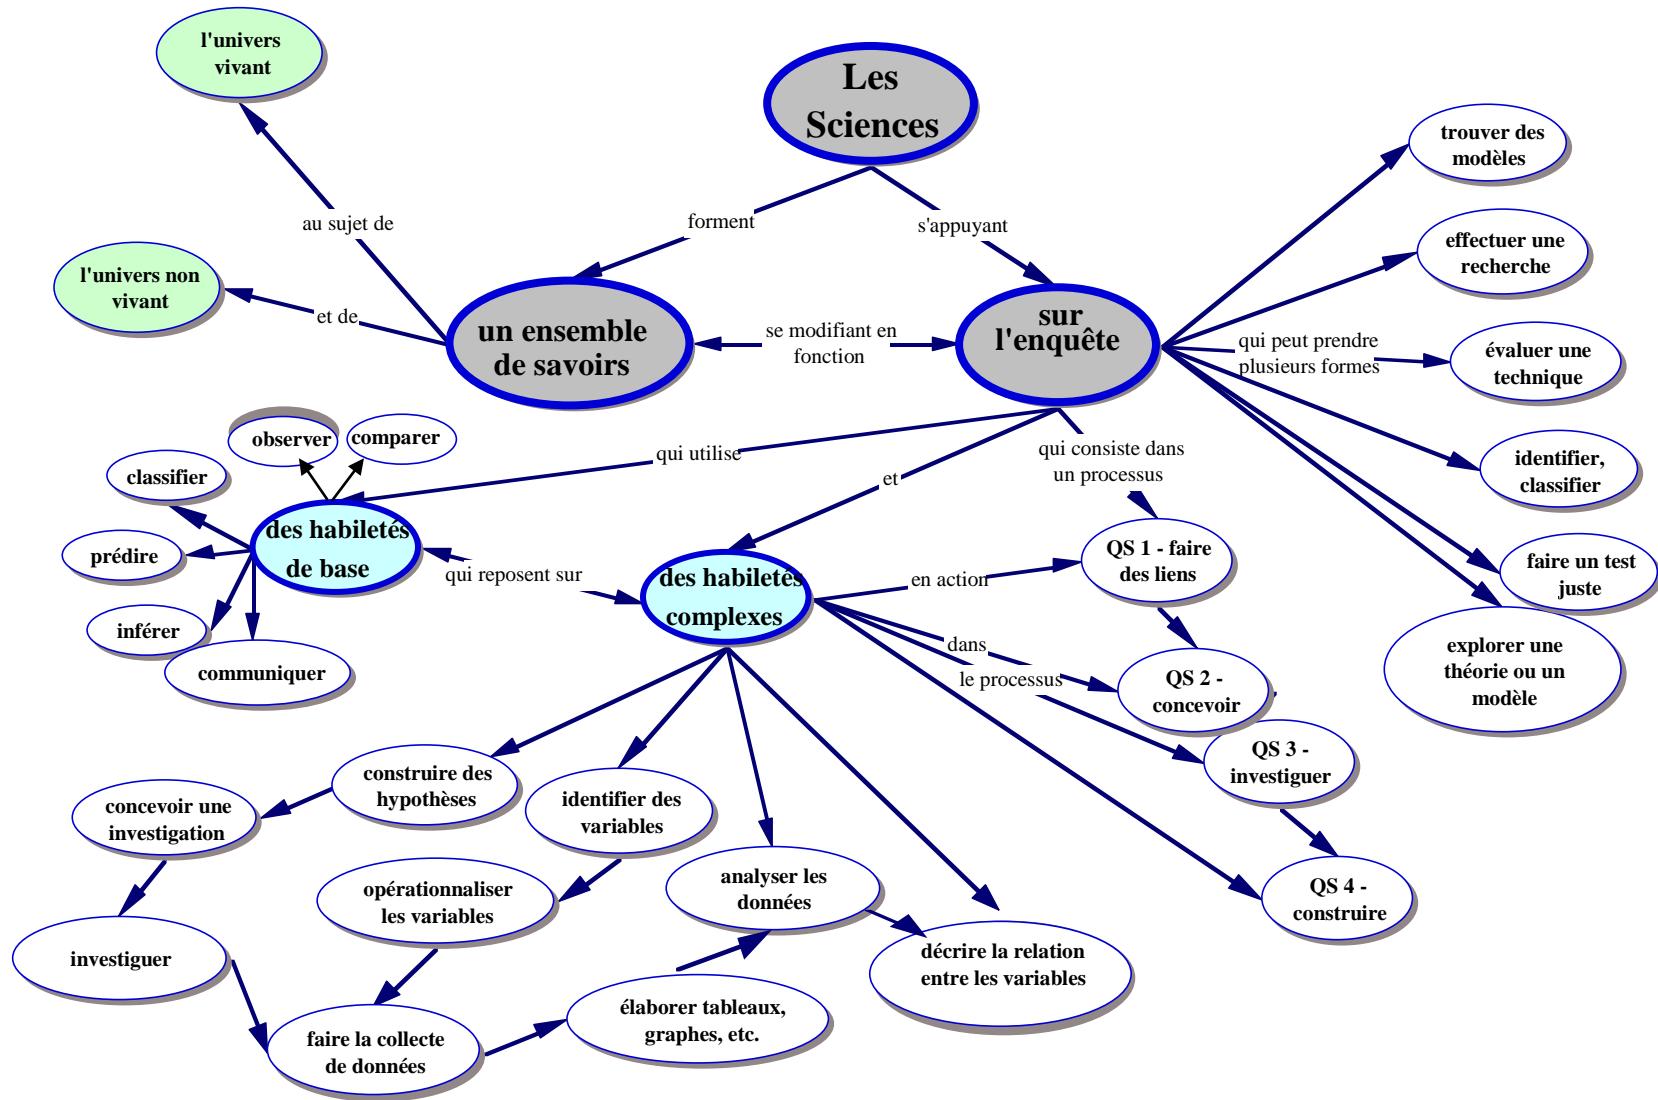 l'univers
vivant
Les
Sciences
trouver des
modèles
au sujet de
forment
s'appuyant
effectuer une
recherche
l'univers non
vivant
et de
un ensemble
de savoirs
se modifiant en
fonction
sur
l'enquête
qui peut prendre
plusieurs formes
évaluer une
technique
observer
comparer
classifier
qui utilise
et
qui consiste dans
un processus
identifier,
classifier
des habiletés
de base
prédire
inférer
communiquer
qui reposent sur
des habiletés
complexes
en action
QS 1 - faire
des liens
faire un test
juste
dans
le processus
QS 2 -
concevoir
explorer une
théorie ou un
modèle
QS 3 -
investiguer
QS 4 -
construire
construire des
hypothèses
identifier des
variables
concevoir une
investigation
opérationnaliser
les variables
analyser les
données
décrire la relation
entre les variables
investiguer
élaborer tableaux,
graphes, etc.
faire la collecte
de données